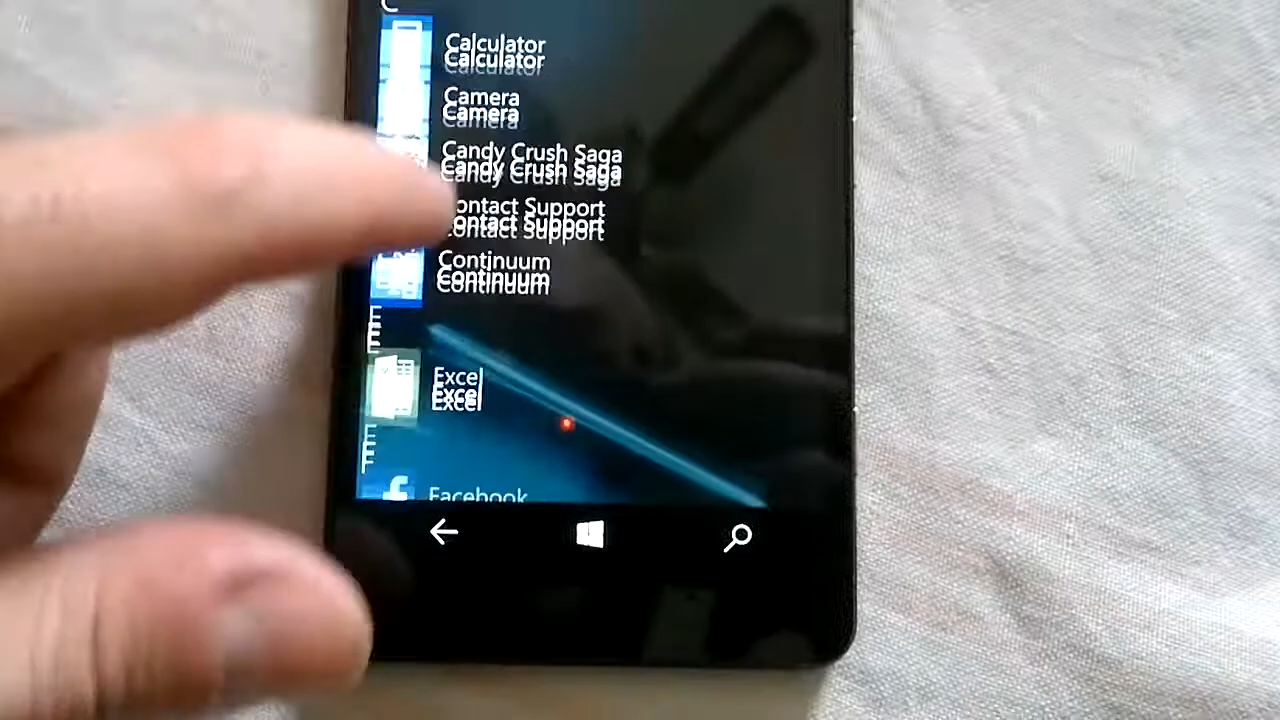 C
Calculator
Camera
Candy Crush Saga
Contact Support
Continuum
E
Excel
F
Facebook